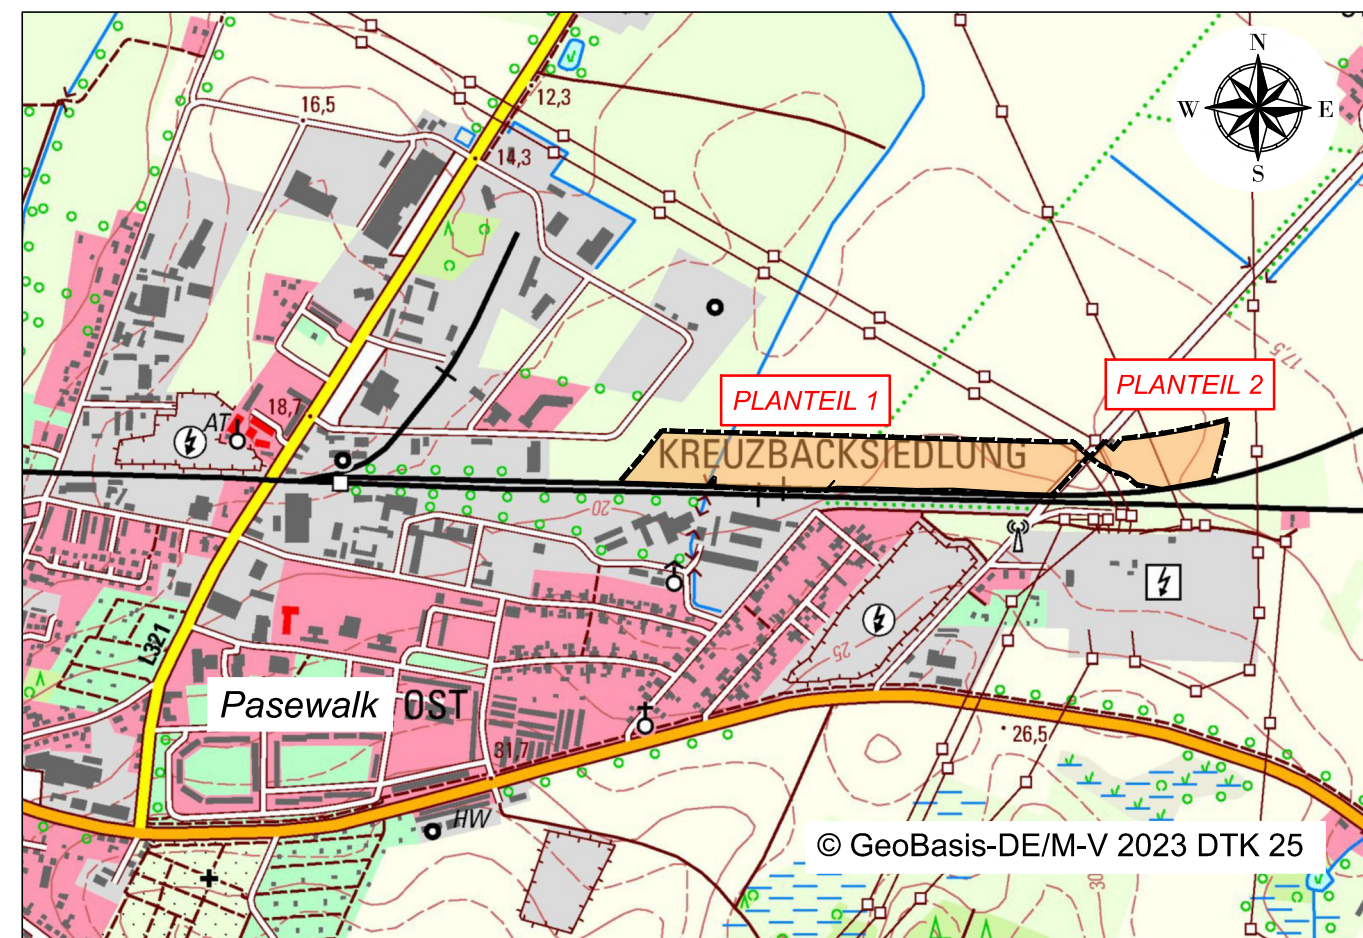 N
W E
S
16,5
12,3
14,3
17,5
PLANTEIL 2
PLANTEIL 1
AT
18,7
KREUZBACKSIEDLUNG
20
L321
25
Pasewalk OST
31,7
26,5
HW
© GeoBasis-DE/M-V 2023 DTK 25
30